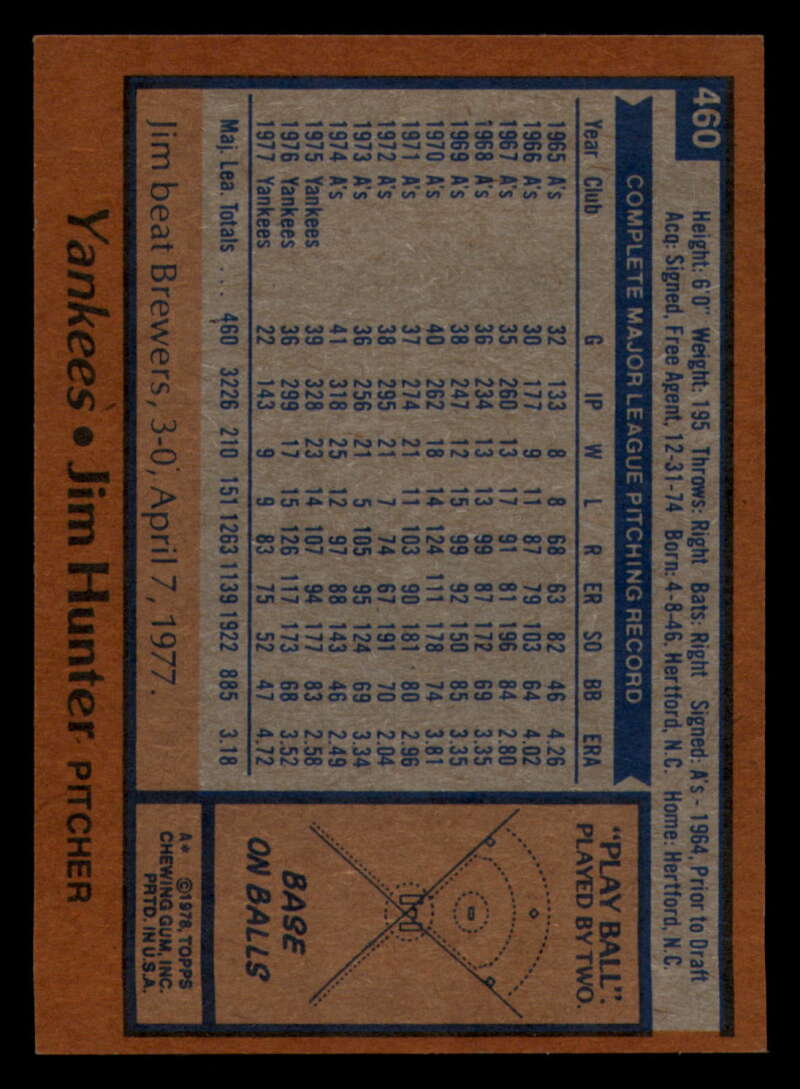 460
Height: 6'0" Weight: 195 Throws: Right Bats: Right Signed: A's - 1964, Prior to Draft
Acq: Signed, Free Agent, 12-31-74 Born: 4-8-46, Hertford, N.C. Home: Hertford, N.C.
COMPLETE MAJOR LEAGUE PITCHING RECORD
Year Club G IP W L R ER SO BB ERA
1965 A's 32 133 8 8 68 63 82 46 4.26
1966 A's 30 177 9 11 87 79 103 64 4.02
1967 A's 35 260 13 17 91 81 196 84 2.80
1968 A's 36 234 13 13 99 87 172 69 3.35
1969 A's 38 247 12 15 99 92 150 85 3.35
1970 A's 40 262 18 14 124 111 178 74 3.81
1971 A's 37 274 21 11 103 90 181 80 2.96
1972 A's 38 295 21 7 74 67 191 70 2.04
1973 A's 36 256 21 5 105 95 124 69 3.34
1974 A's 41 318 25 12 97 88 143 46 2.49
1975 Yankees 39 328 23 14 107 94 177 83 2.58
1976 Yankees 36 299 17 15 126 117 173 68 3.52
1977 Yankees 22 143 9 9 83 75 52 47 4.72
Maj. Lea. Totals . . . 460 3226 210 151 1263 1139 1922 885 3.18
Jim beat Brewers, 3-0, April 7, 1977.
"PLAY BALL".
PLAYED BY TWO.
BASE
ON BALLS
A* ©1978, TOPPS
CHEWING GUM, INC.
PRTD. IN U.S.A.
Yankees • Jim Hunter PITCHER